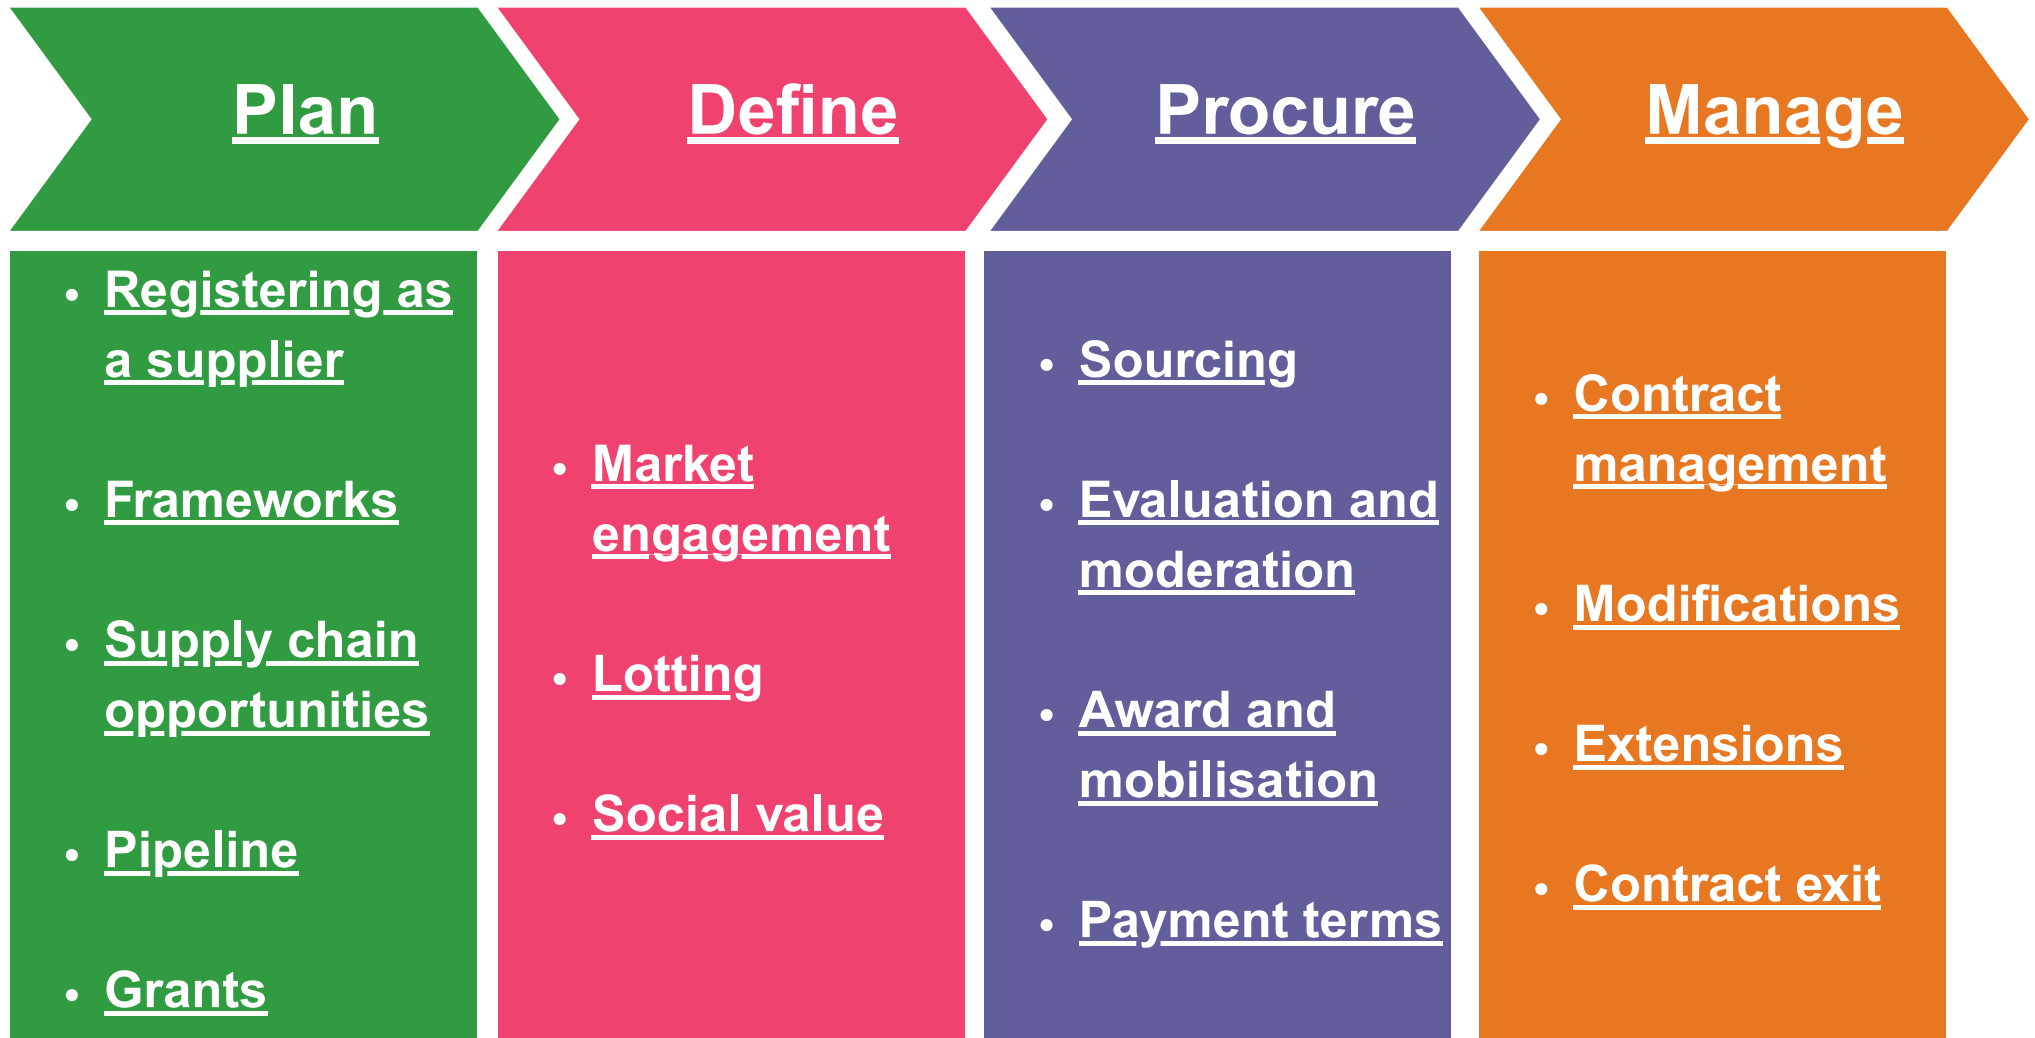 Plan
Define
Procure
Manage
• Registering as
a supplier
• Frameworks
• Supply chain
opportunities
• Pipeline
• Grants
• Market
engagement
• Lotting
• Social value
• Sourcing
• Evaluation and
moderation
• Award and
mobilisation
• Payment terms
• Contract
management
• Modifications
• Extensions
• Contract exit